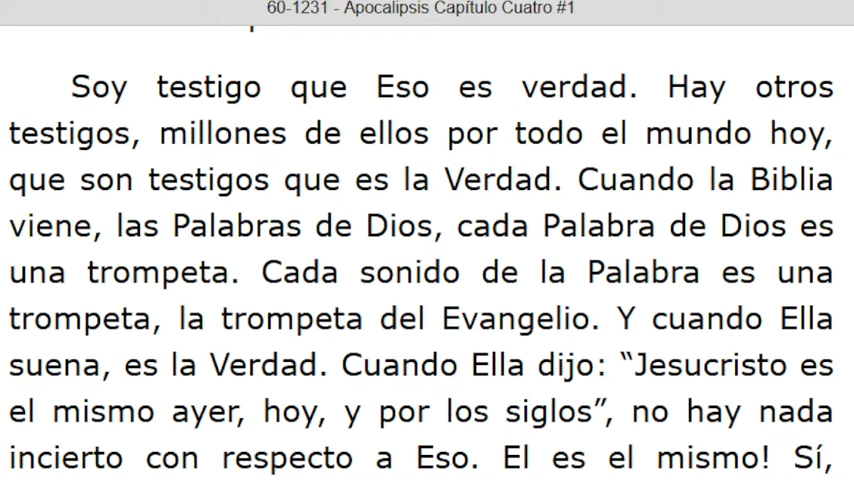 60-1231 - Apocalipsis Capítulo Cuatro #1
Soy testigo que Eso es verdad. Hay otros
testigos, millones de ellos por todo el mundo hoy,
que son testigos que es la Verdad. Cuando la Biblia
viene, las Palabras de Dios, cada Palabra de Dios es
una trompeta. Cada sonido de la Palabra es una
trompeta, la trompeta del Evangelio. Y cuando Ella
suena, es la Verdad. Cuando Ella dijo: “Jesucristo es
el mismo ayer, hoy, y por los siglos”, no hay nada
incierto con respecto a Eso. El es el mismo! Sí,